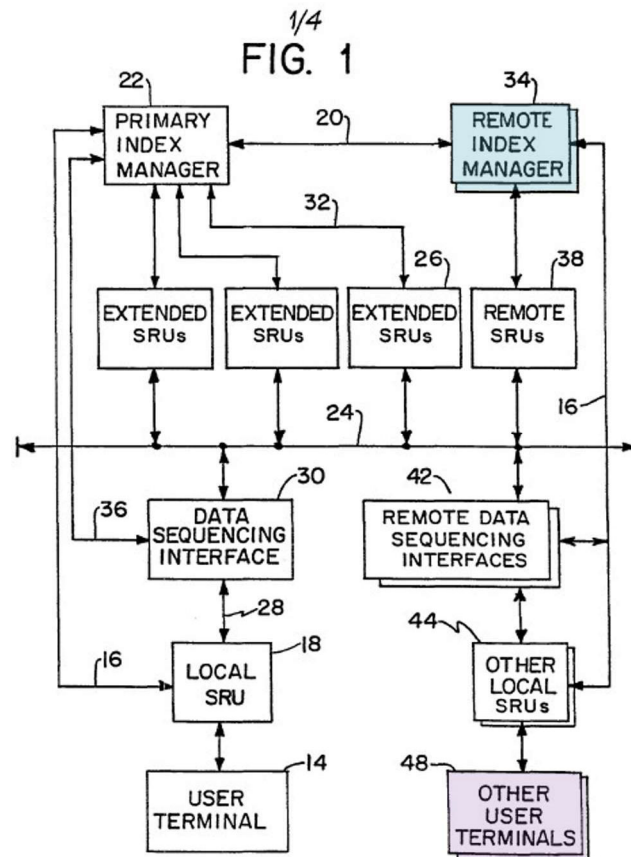 1/4
FIG. 1
22
34
PRIMARY
INDEX
MANAGER
20
REMOTE
INDEX
MANAGER
32
26
38
EXTENDED
SRUs
EXTENDED
SRUs
EXTENDED
SRUs
REMOTE
SRUs
16
24
30
42
36
DATA
SEQUENCING
INTERFACE
REMOTE DATA
SEQUENCING
INTERFACES
28
18
44
16
LOCAL
SRU
OTHER
LOCAL
SRUs
14
48
USER
TERMINAL
OTHER
USER
TERMINALS